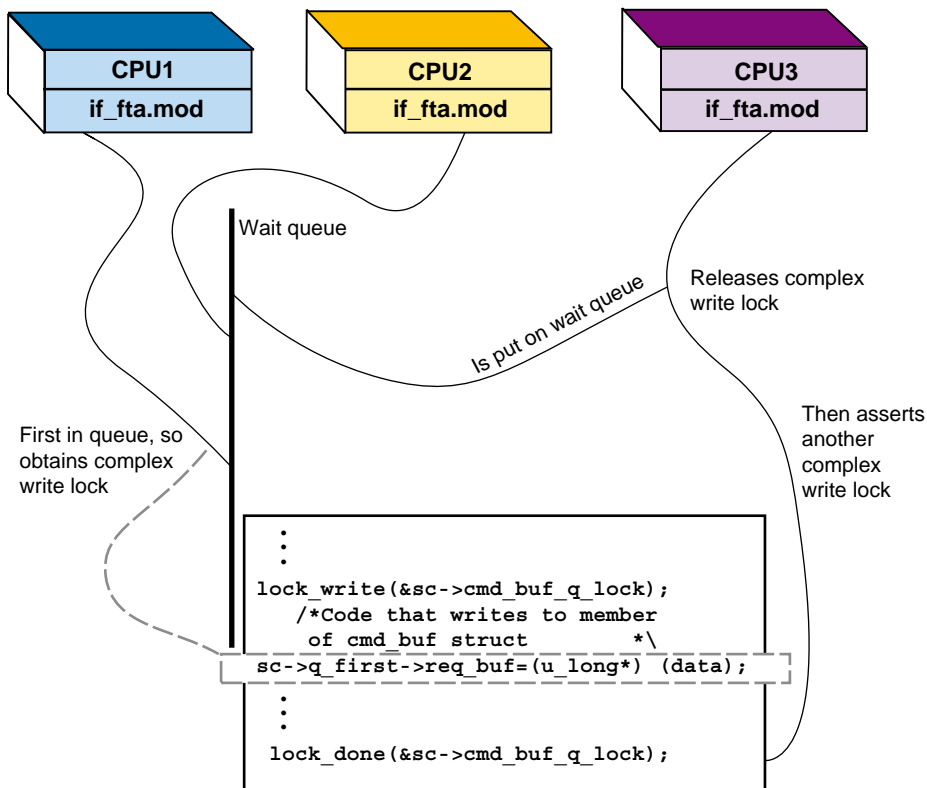 CPU1
if_fta.mod
CPU2
if_fta.mod
CPU3
if_fta.mod
Wait queue
Is put on wait queue
Releases complex
write lock
Then asserts
another
complex
write lock
First in queue, so
obtains complex
write lock
lock_write(&sc->cmd_buf_q_lock);
/*Code that writes to member
of cmd_buf struct *\
sc->q_first->req_buf=(u_long*) (data);
lock_done(&sc->cmd_buf_q_lock);